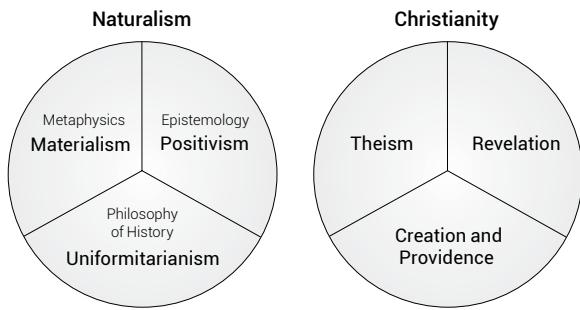 Naturalism
Metaphysics
Materialism
Epistemology
Positivism
Philosophy
of History
Uniformitarianism
Christianity
Theism
Revelation
Creation and
Providence